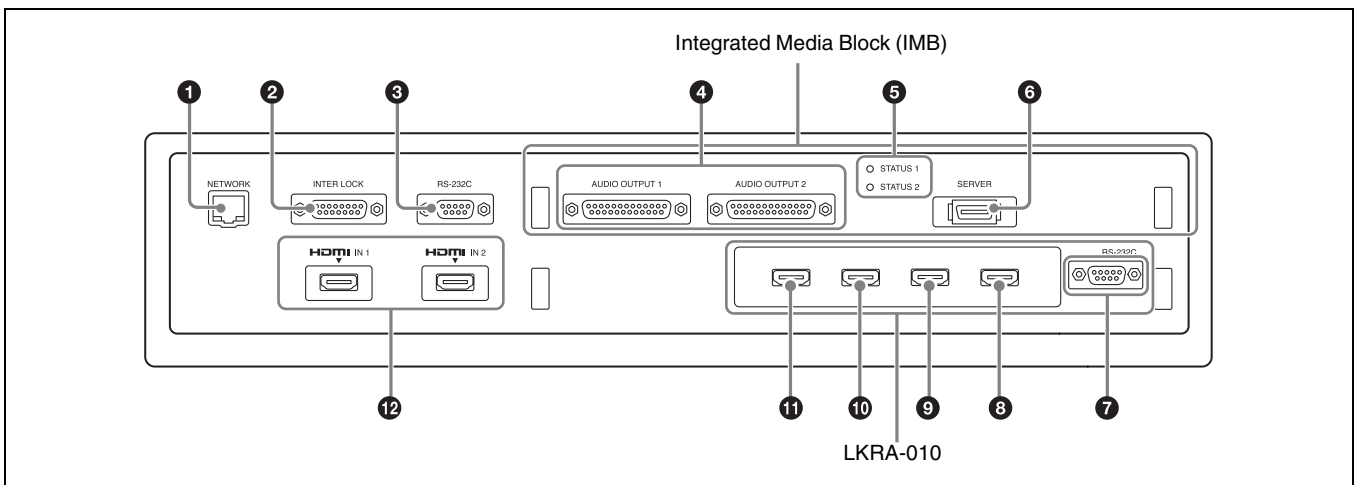 Integrated Media Block (IMB)
1 2 3 4 5 6
NETWORK INTER LOCK RS-232C AUDIO OUTPUT 1 AUDIO OUTPUT 2 STATUS 1
STATUS 2 SERVER
HDMI IN 1 HDMI IN 2 RS-232C
12 11 10 9 8 7
LKRA-010